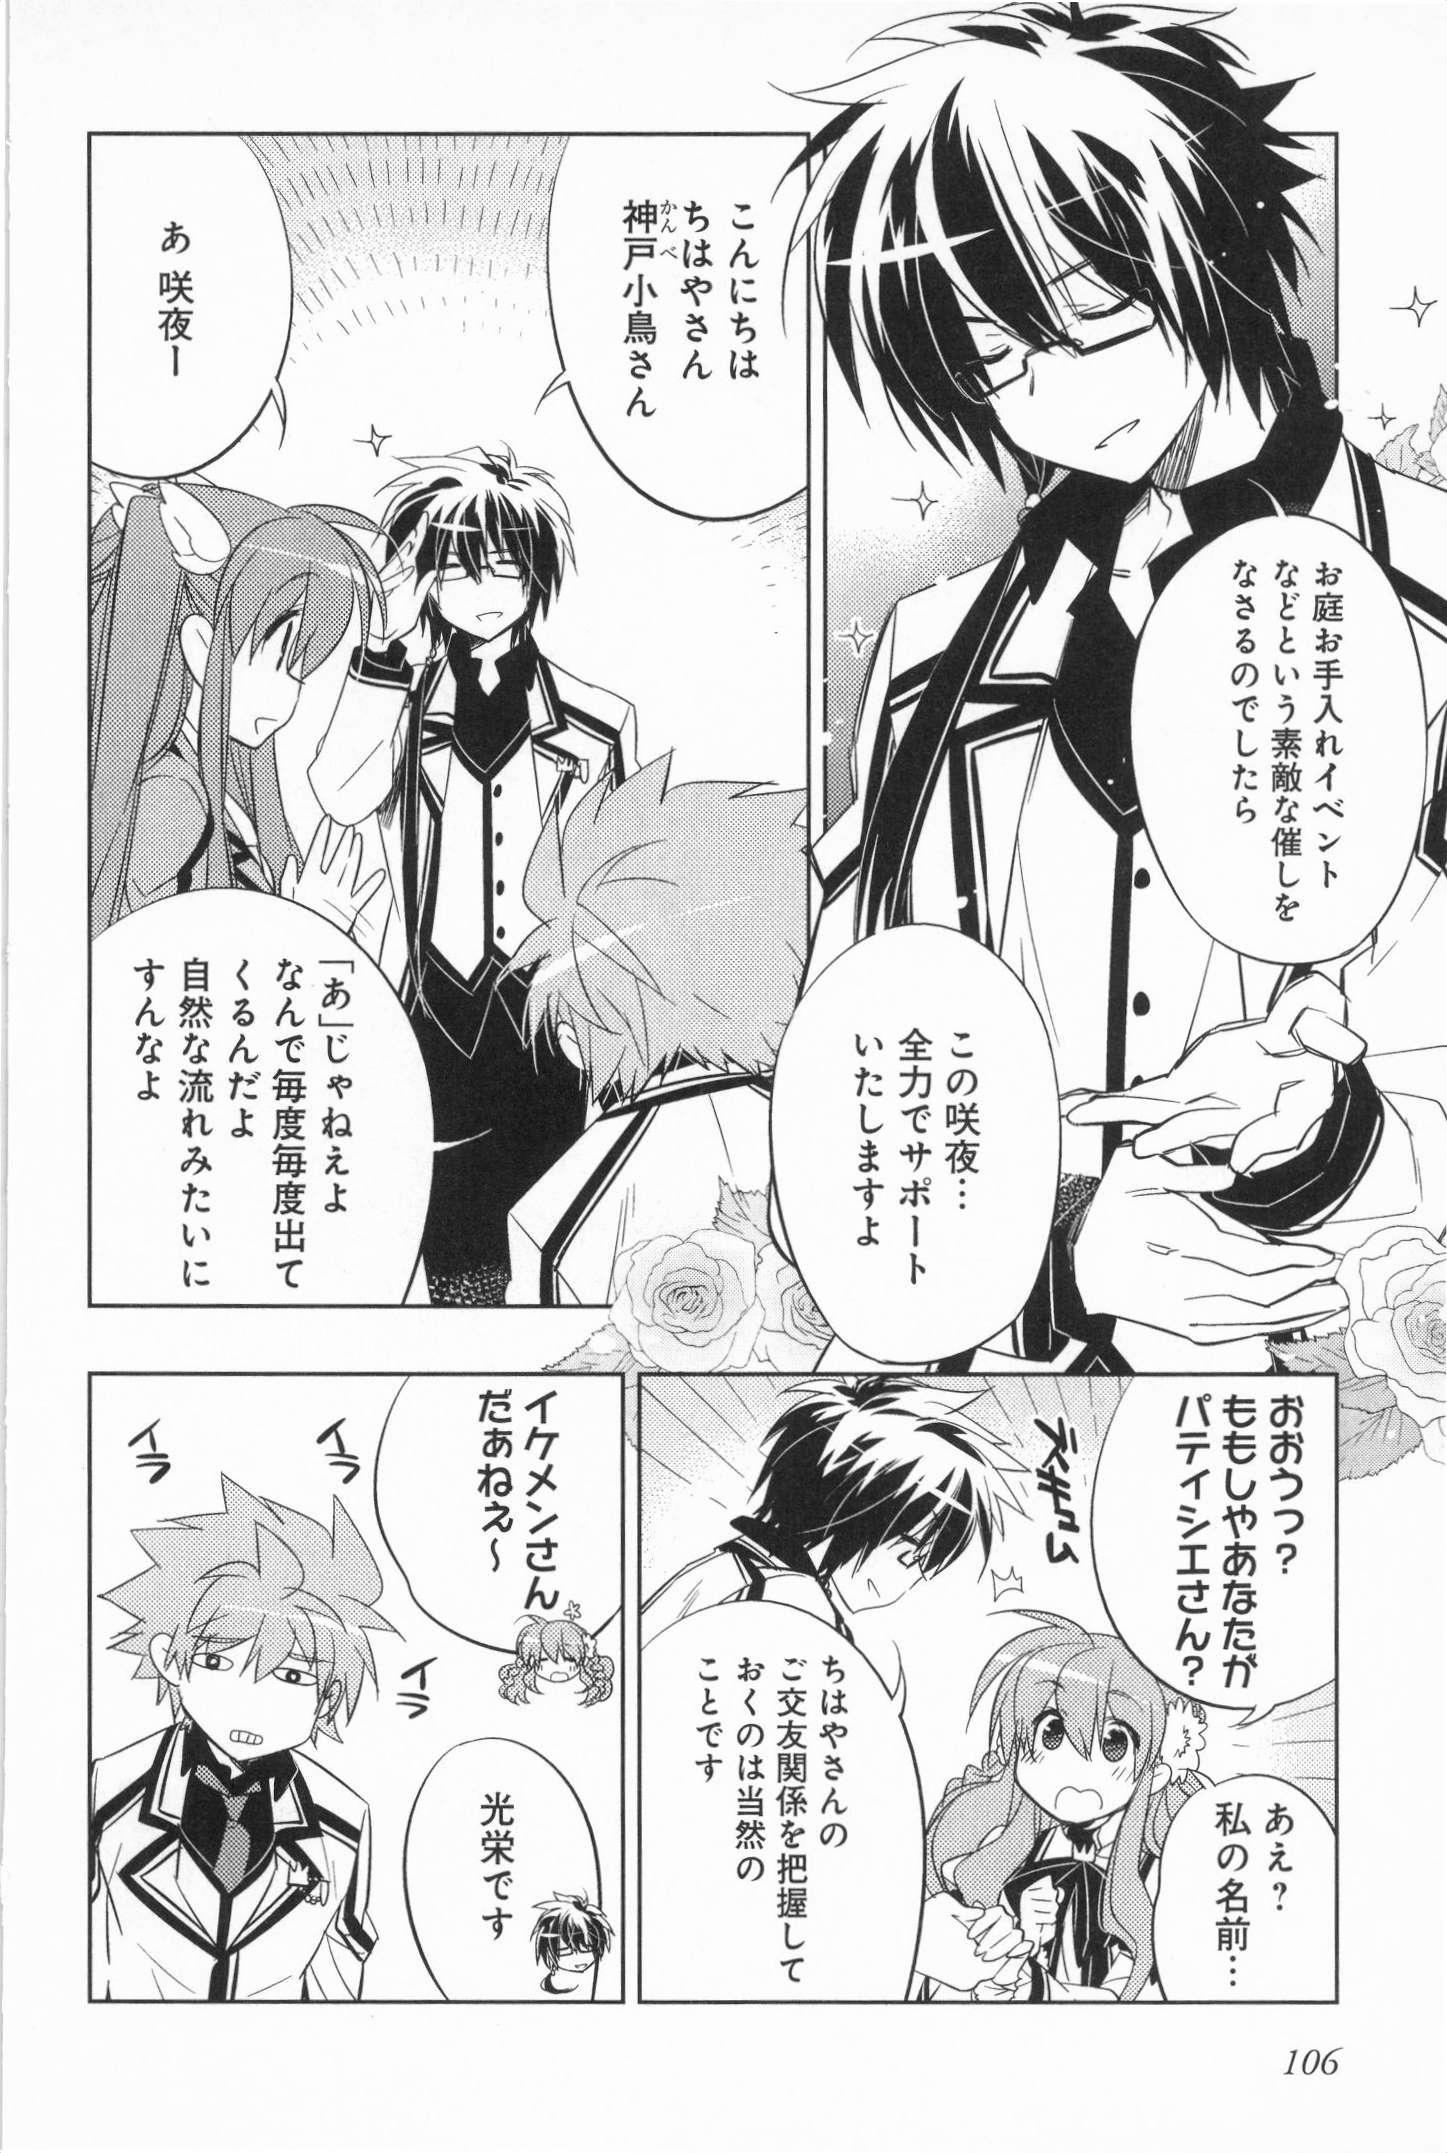 お庭お手入れイベント
などという素敵な催しを
なさるのでしたら
この咲夜…
全力でサポート
いたしますよ
こんにちは
ちはやさん
神戸小鳥さん
かんべ
あ 咲夜ー
「あ」じゃねえよ
なんで毎度毎度出て
くるんだよ
自然な流れみたいに
すんなよ
おおうっ？
ももしやあなたが
パティシエさん？
あえ？
私の名前…
ちはやさんの
ご交友関係を把握して
おくのは当然の
ことです
イケメンさん
だぁねぇ～
光栄です
イラ
イラ
イラ
106